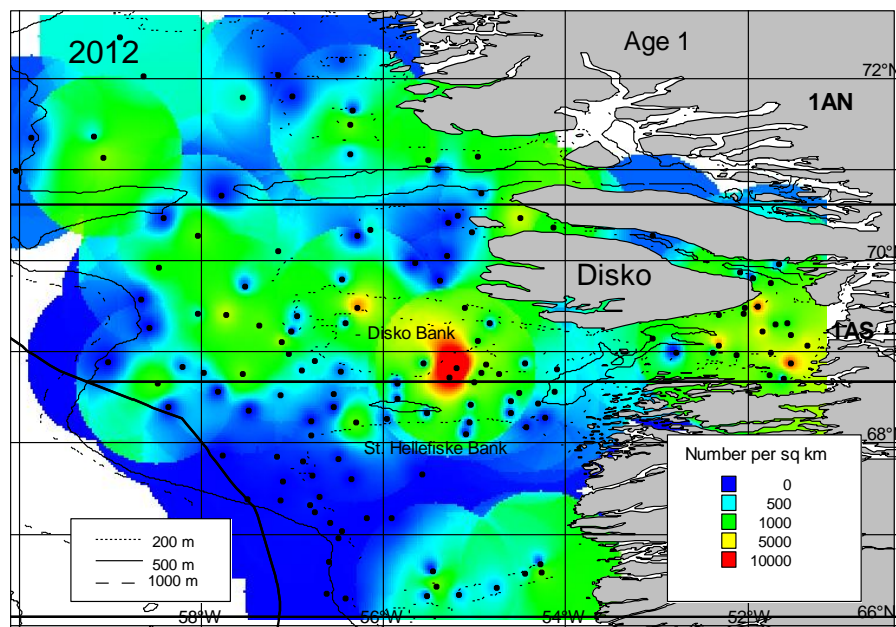 2012
Age 1
72°N
1AN
70°N
Disko
Disko Bank
1AS
68°N
St. Hellefiske Bank
Number per sq km
0
500
1000
5000
10000
200 m
500 m
1000 m
58°W
56°W
54°W
52°W
66°N